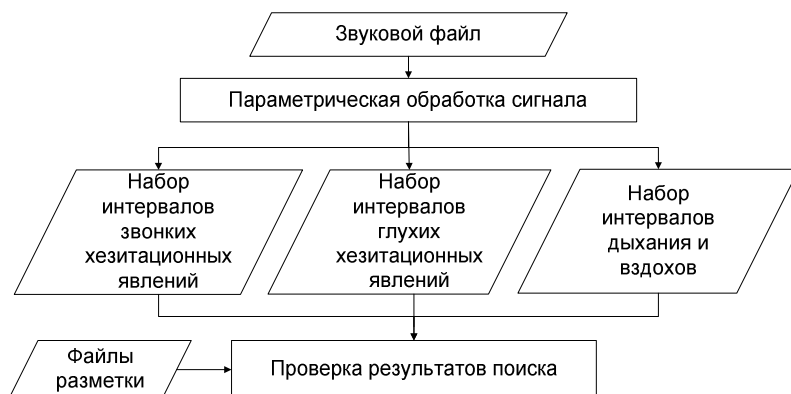 Звуковой файл
Параметрическая обработка сигнала
Набор
интервалов
звонких
хезитационных
явлений
Набор
интервалов
глухих
хезитационных
явлений
Набор
интервалов
дыхания и
вздохов
Файлы
разметки
Проверка результатов поиска